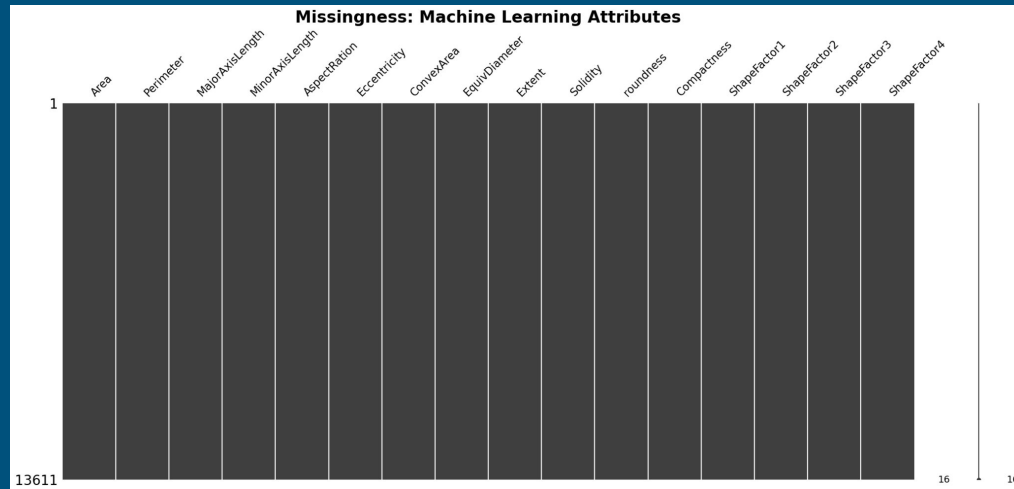 Missingness: Machine Learning Attributes
Area Perimeter MajorAxisLength MinorAxisLength AspectRation Eccentricity ConvexArea EquivDiameter Extent Solidity roundness Compactness ShapeFactor1 ShapeFactor2 ShapeFactor3 ShapeFactor4
1
13611
16